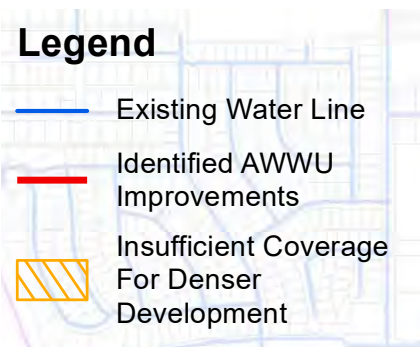 Legend
Existing Water Line
Identified AWWU
Improvements
Insufficient Coverage
For Denser
Development